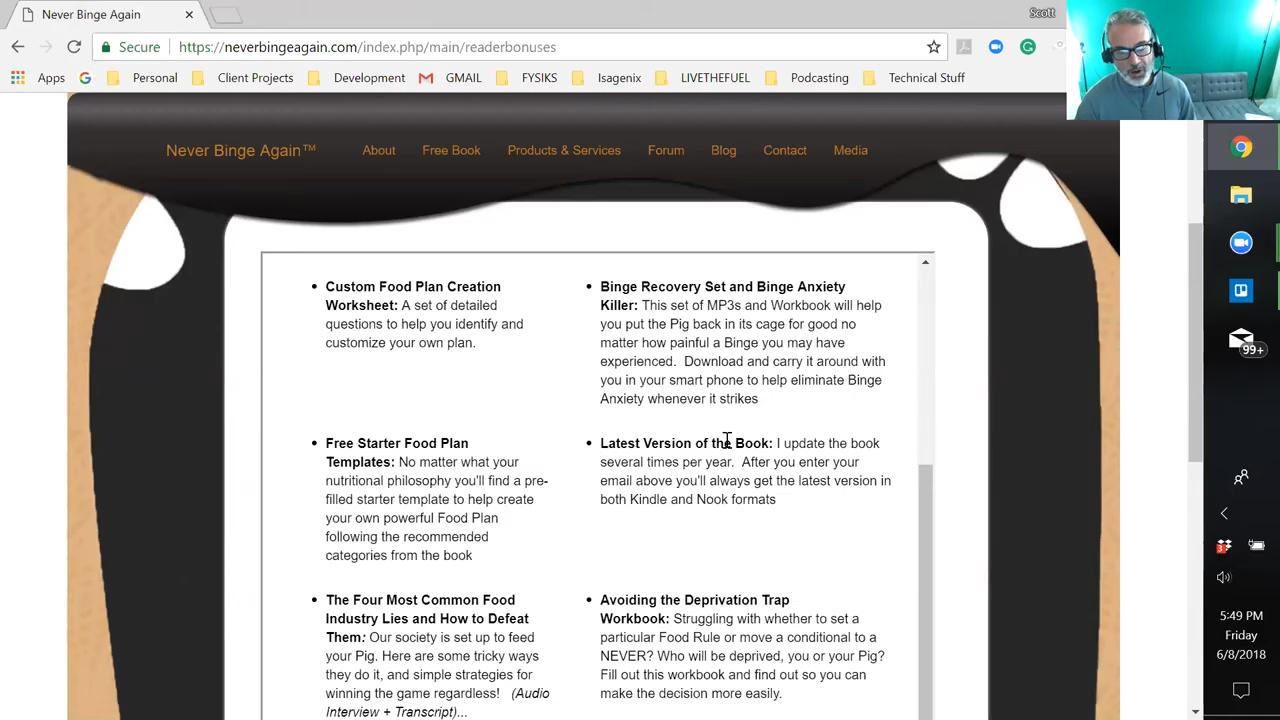 Never Binge Again
Scott
Secure
https://neverbingeagain.com/index.php/main/readerbonuses
Apps
Personal
Client Projects
Development
GMAIL
FYSIKS
Isagenix
LIVETHEFUEL
Podcasting
Technical Stuff
Never Binge Again™
About
Free Book
Products & Services
Forum
Blog
Contact
Media
• Custom Food Plan Creation
Worksheet: A set of detailed
questions to help you identify and
customize your own plan.
• Binge Recovery Set and Binge Anxiety
Killer: This set of MP3s and Workbook will help
you put the Pig back in its cage for good no
matter how painful a Binge you may have
experienced.  Download and carry it around with
you in your smart phone to help eliminate Binge
Anxiety whenever it strikes
• Free Starter Food Plan
Templates: No matter what your
nutritional philosophy you'll find a pre-
filled starter template to help create
your own powerful Food Plan
following the recommended
categories from the book
• Latest Version of the Book: I update the book
several times per year.  After you enter your
email above you'll always get the latest version in
both Kindle and Nook formats
• The Four Most Common Food
Industry Lies and How to Defeat
Them: Our society is set up to feed
your Pig. Here are some tricky ways
they do it, and simple strategies for
winning the game regardless!  (Audio
Interview + Transcript)...
• Avoiding the Deprivation Trap
Workbook: Struggling with whether to set a
particular Food Rule or move a conditional to a
NEVER? Who will be deprived, you or your Pig?
Fill out this workbook and find out so you can
make the decision more easily.
99+
3
5:49 PM
Friday
6/8/2018